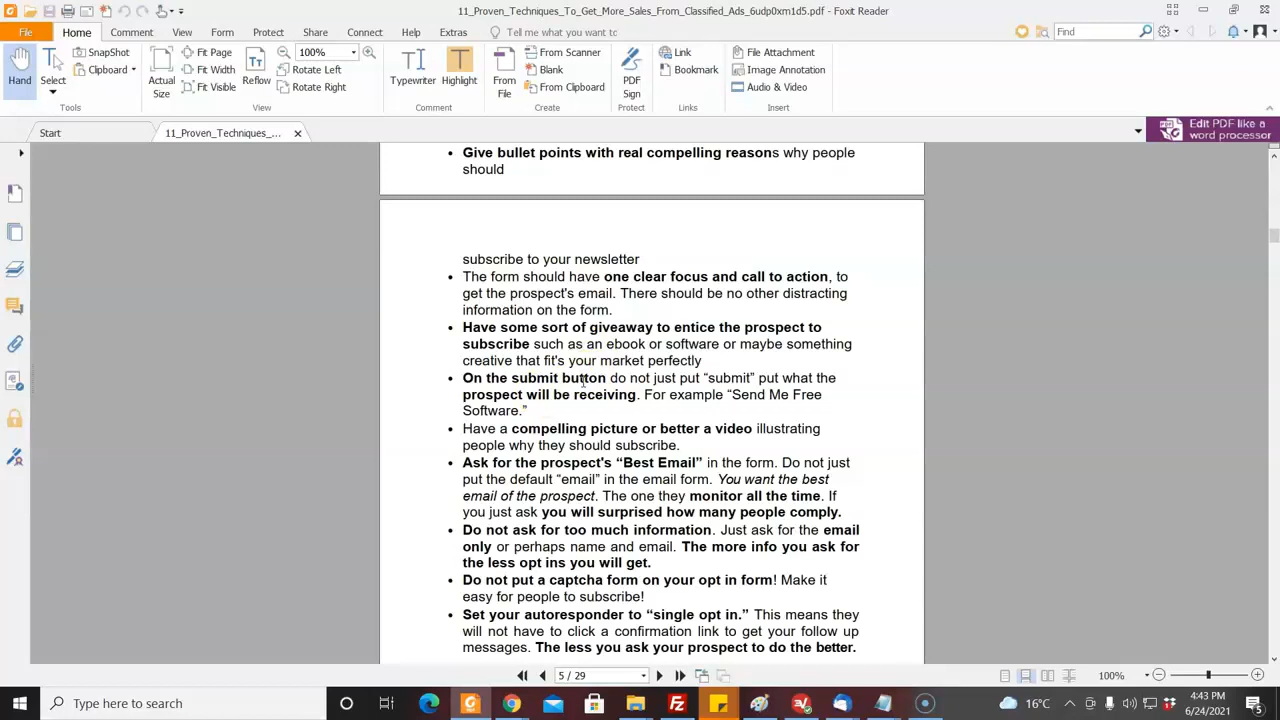 11_Proven_Techniques_To_Get_More_Sales_From_Classified_Ads_6udp0xm1d5.pdf - Foxit Reader
File Home Comment View Form Protect Share Connect Help Extras Tell me what you want to Find
Hand
Select
SnapShot
Clipboard
Tools
Actual Size
Fit Page
Fit Width
Fit Visible
Reflow
100%
Rotate Left
Rotate Right
View
Typewriter Highlight
Comment
From File
From Scanner
Blank
From Clipboard
Create
PDF Sign
Protect
Link
Bookmark
Links
File Attachment
Image Annotation
Audio & Video
Insert
Start 11_Proven_Techniques_...
Edit PDF like a
word processor
• Give bullet points with real compelling reasons why people
should
subscribe to your newsletter
• The form should have one clear focus and call to action, to
get the prospect's email. There should be no other distracting
information on the form.
• Have some sort of giveaway to entice the prospect to
subscribe such as an ebook or software or maybe something
creative that fit's your market perfectly
• On the submit button do not just put “submit” put what the
prospect will be receiving. For example “Send Me Free
Software.”
• Have a compelling picture or better a video illustrating
people why they should subscribe.
• Ask for the prospect's “Best Email” in the form. Do not just
put the default “email” in the email form. You want the best
email of the prospect. The one they monitor all the time. If
you just ask you will surprised how many people comply.
• Do not ask for too much information. Just ask for the email
only or perhaps name and email. The more info you ask for
the less opt ins you will get.
• Do not put a captcha form on your opt in form! Make it
easy for people to subscribe!
• Set your autoresponder to “single opt in.” This means they
will not have to click a confirmation link to get your follow up
messages. The less you ask your prospect to do the better.
5 / 29
100%
Type here to search
16°C
4:43 PM
6/24/2021
5